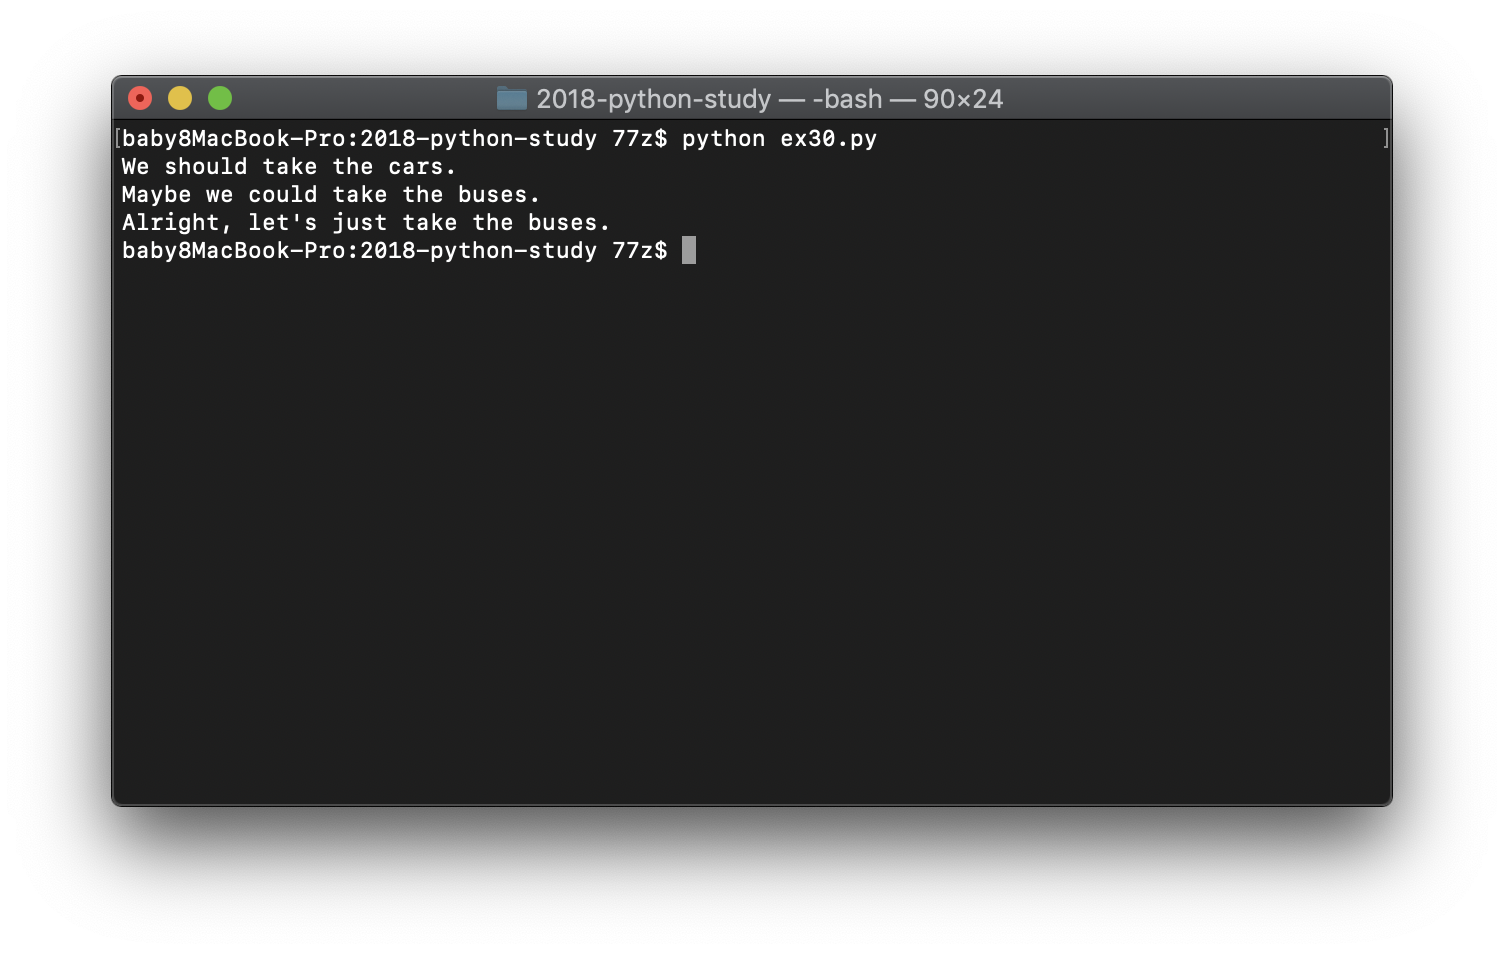 2018-python-study — -bash — 90×24
[baby8MacBook-Pro:2018-python-study 77z$ python ex30.py ]
We should take the cars.
Maybe we could take the buses.
Alright, let's just take the buses.
baby8MacBook-Pro:2018-python-study 77z$